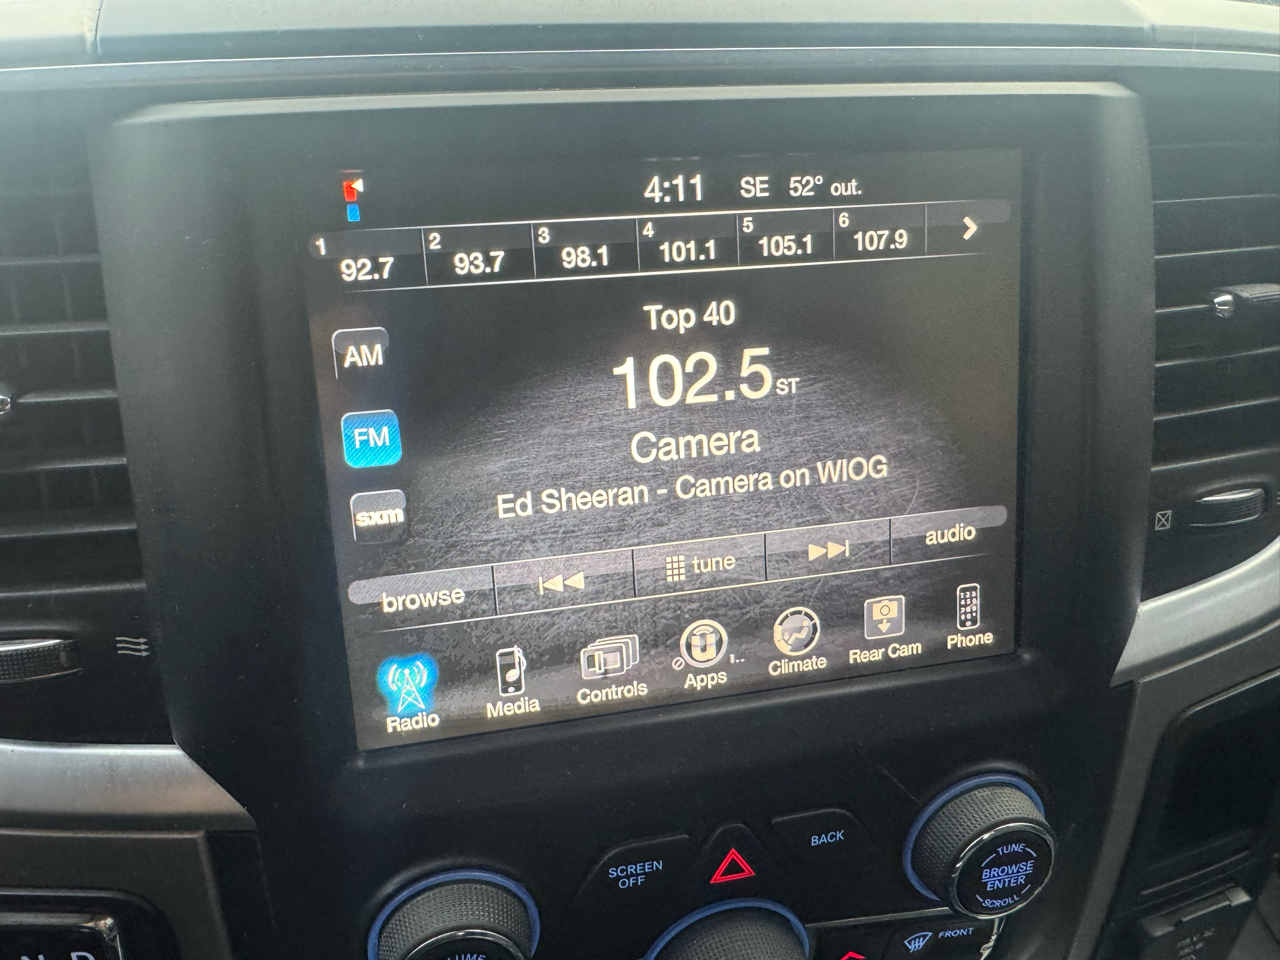 4:11 SE 52° out.
1 92.7 2 93.7 3 98.1 4 101.1 5 105.1 6 107.9
Top 40
AM
102.5 ST
FM
Camera
Ed Sheeran - Camera on WIOG
sxm
browse tune audio
Radio Media Controls Apps Climate Rear Cam Phone
SCREEN OFF
BACK
TUNE
BROWSE
ENTER
SCROLL
FRONT